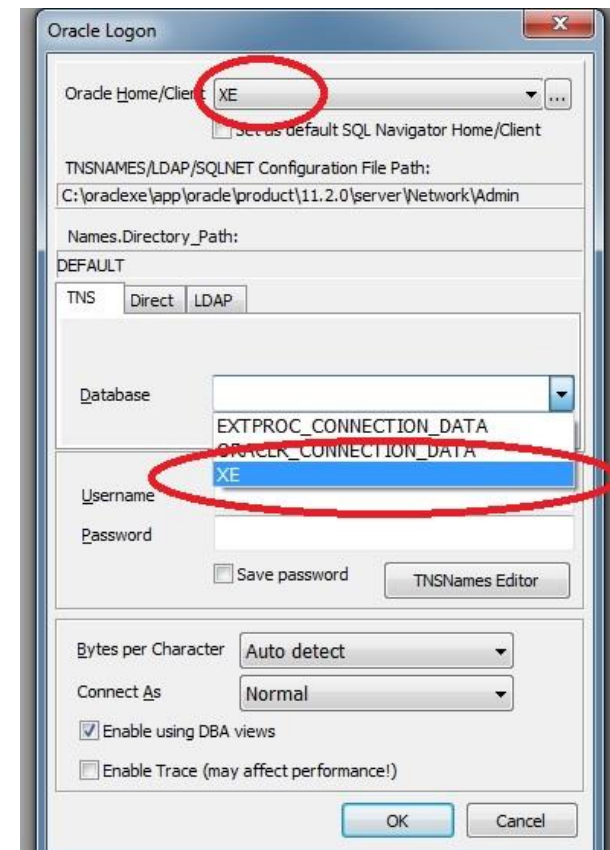 Oracle Logon
Oracle Home/Client XE ...
Set as default SQL Navigator Home/Client
TNSNAMES/LDAP/SQLNET Configuration File Path:
C:\oraclexe\app\oracle\product\11.2.0\server\Network\Admin
Names.Directory_Path:
DEFAULT
TNS Direct LDAP
Database
EXTPROC_CONNECTION_DATA
ORACLR_CONNECTION_DATA
XE
Username
Password
Save password TNSNames Editor
Bytes per Character Auto detect
Connect As Normal
Enable using DBA views
Enable Trace (may affect performance!)
OK Cancel